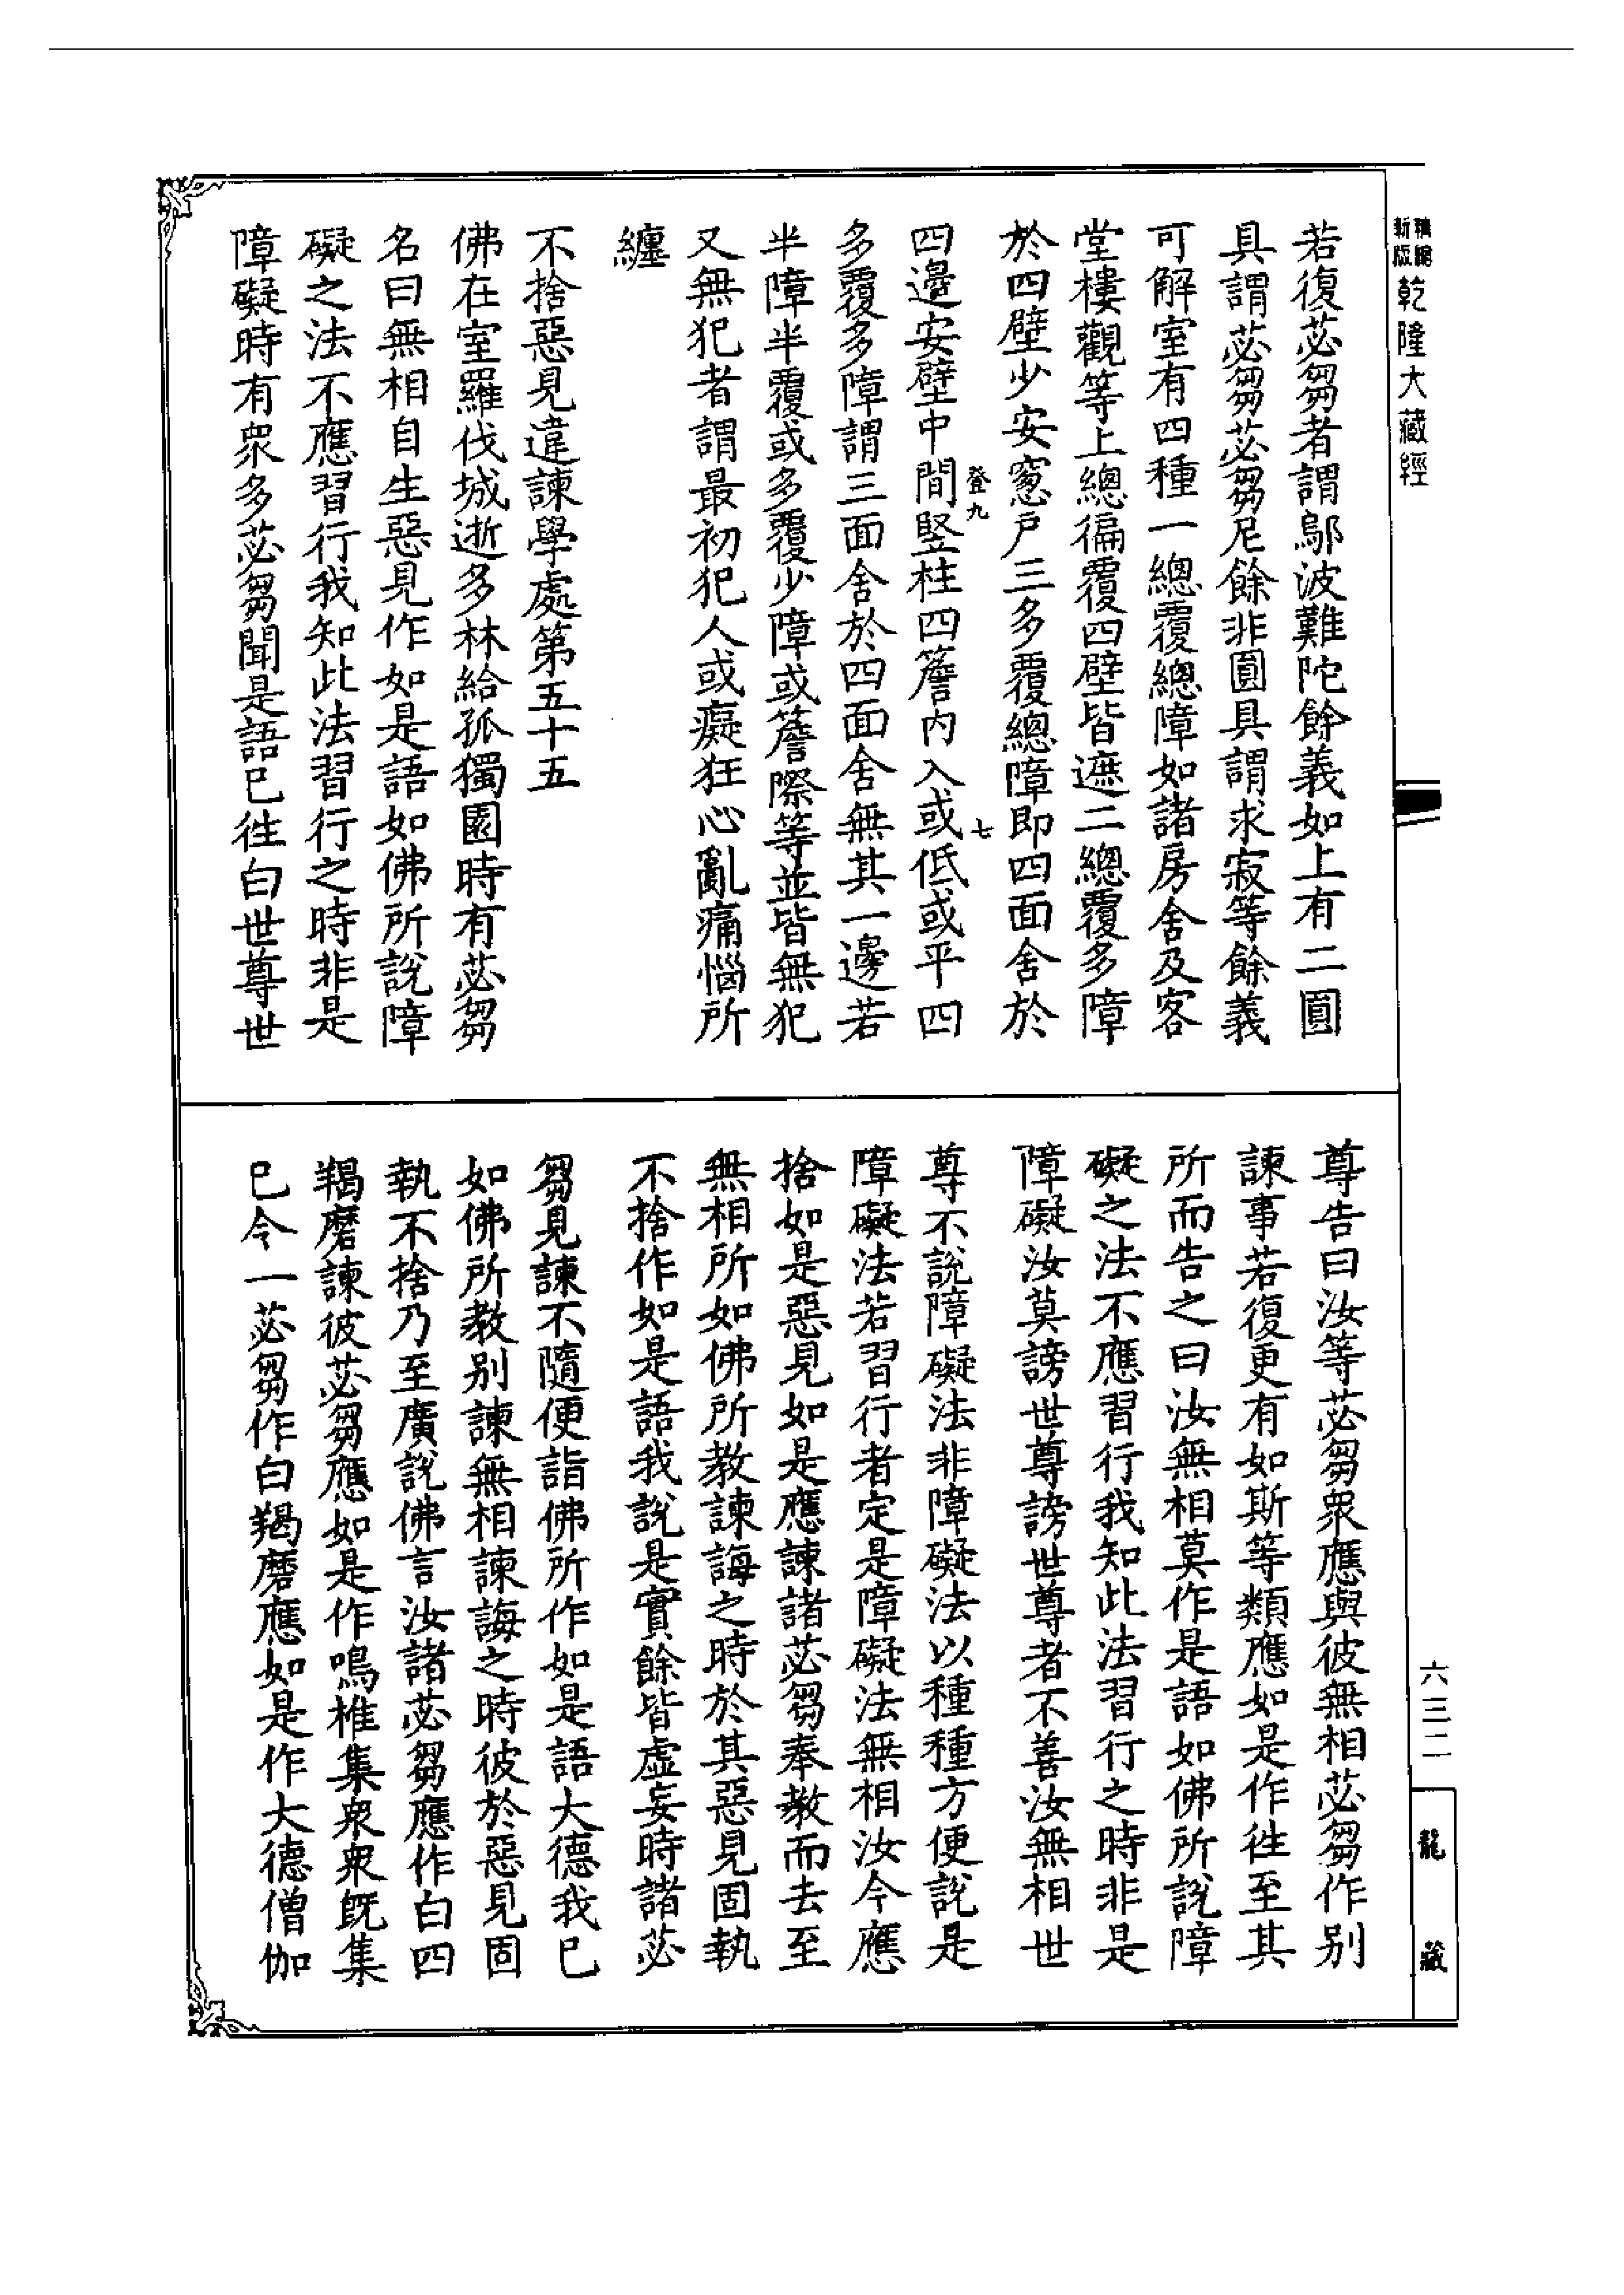 新版
乾隆大藏經
若復苾芻者謂鄔波難陀餘義如上有二圓
具謂苾芻苾芻尼餘非圓具謂求寂等餘義
可解室有四種一總覆總障如諸房舍及客
堂樓觀等上總徧覆四壁皆遮二總覆多障
於四壁少安窻戸三多覆總障即四面舍於
四邊安壁中間竪柱四簷内入或低或平四
登九
七
多覆多障謂三面舍於四面舍無其一邊若
半障半覆或多覆少障或簷際等並皆無犯
又無犯者謂最初犯人或癡狂心亂痛惱所
纏
不捨惡見違諫學處第五十五
佛在室羅伐城逝多林給孤獨園時有苾芻
名曰無相自生惡見作如是語如佛所說障
礙之法不應習行我知此法習行之時非是
障礙時有衆多苾芻聞是語已往白世尊世
尊告曰汝等苾芻衆應與彼無相苾芻作别
諫事若復更有如斯等類應如是作往至其
所而告之曰汝無相莫作是語如佛所說障
礙之法不應習行我知此法習行之時非是
障礙汝莫謗世尊謗世尊者不善汝無相世
尊不說障礙法非障礙法以種種方便說是
障礙法若習行者定是障礙法無相汝今應
捨如是惡見如是應諫諸苾芻奉教而去至
無相所如佛所教諫誨之時於其惡見固執
不捨作如是語我說是實餘皆虛妄時諸苾
芻見諫不隨便詣佛所作如是語大德我已
如佛所教别諫無相諫誨之時彼於惡見固
執不捨乃至廣說佛言汝諸苾芻應作白四
羯磨諫彼苾芻應如是作鳴椎集衆衆既集
已令一苾芻作白羯磨應如是作大德僧伽
六三二
龍藏